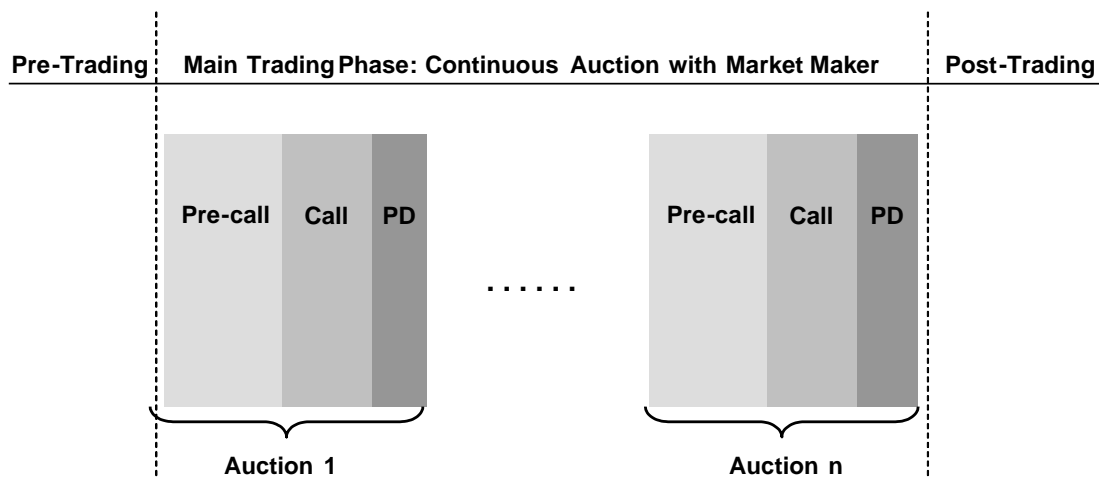 Pre-Trading Main Trading Phase: Continuous Auction with Market Maker Post-Trading
Pre-call Call PD Pre-call Call PD
......
Auction 1 Auction n